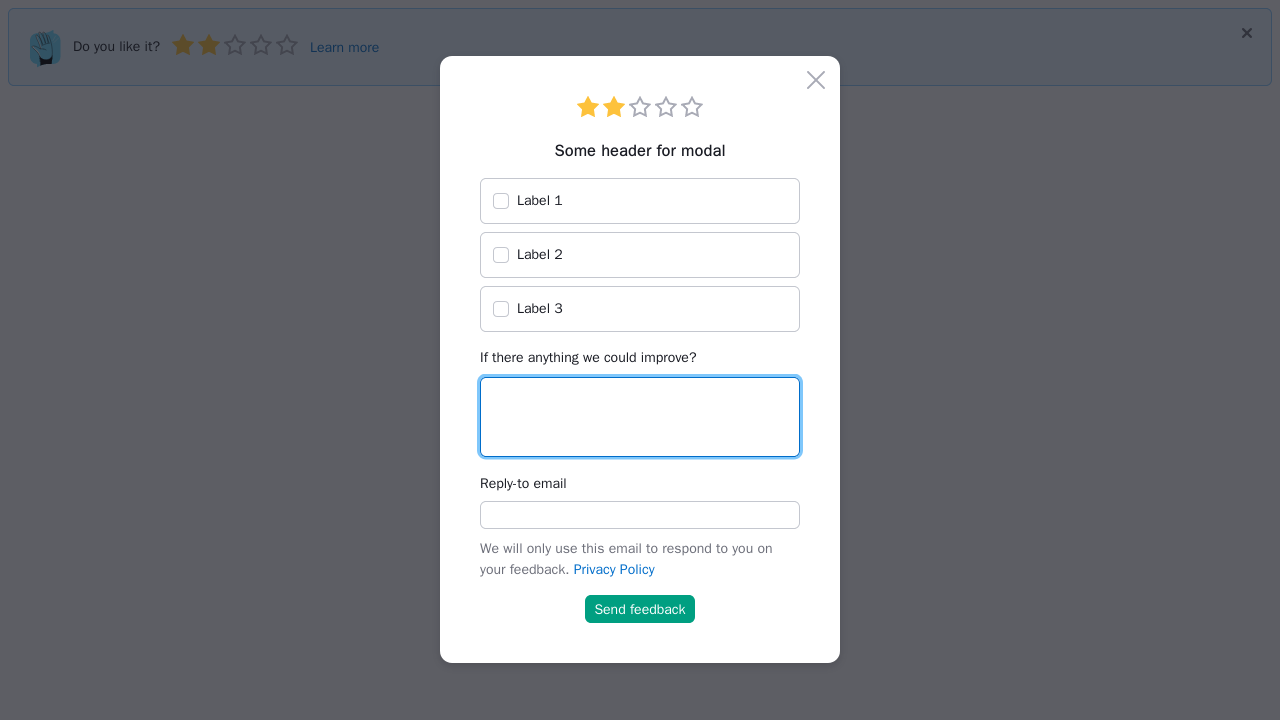 Do you like it?
Learn more
Some header for modal
Label 1
Label 2
Label 3
If there anything we could improve?
Reply-to email
We will only use this email to respond to you on
your feedback. Privacy Policy
Send feedback